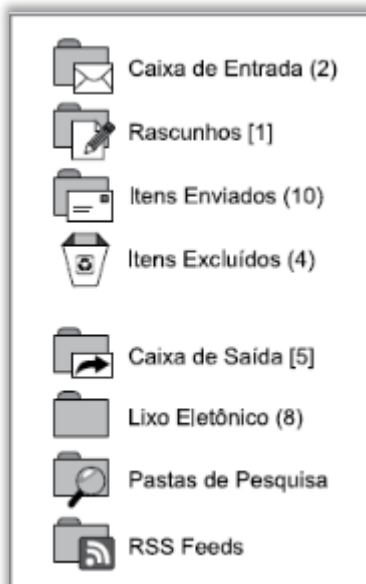 Caixa de Entrada (2)
Rascunhos [1]
Itens Enviados (10)
Itens Excluídos (4)
Caixa de Saída [5]
Lixo Eletônico (8)
Pastas de Pesquisa
RSS Feeds